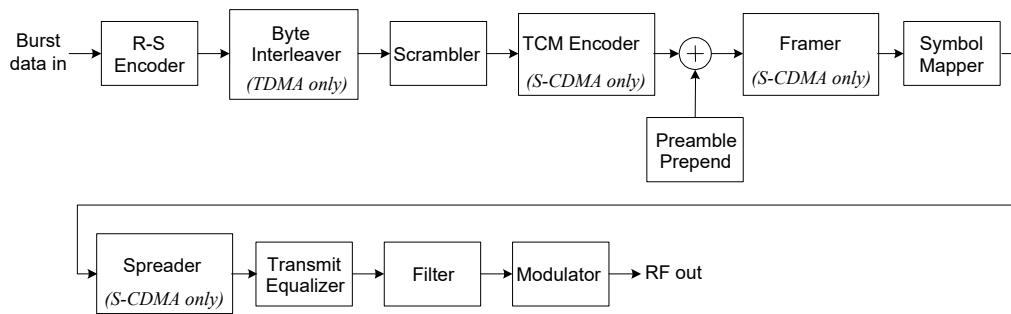 Burst
data in
R-S
Encoder
Byte
Interleaver
(TDMA only)
Scrambler
TCM Encoder
(S-CDMA only)
+
Preamble
Prepend
Framer
(S-CDMA only)
Symbol
Mapper
Spreader
(S-CDMA only)
Transmit
Equalizer
Filter
Modulator
RF out